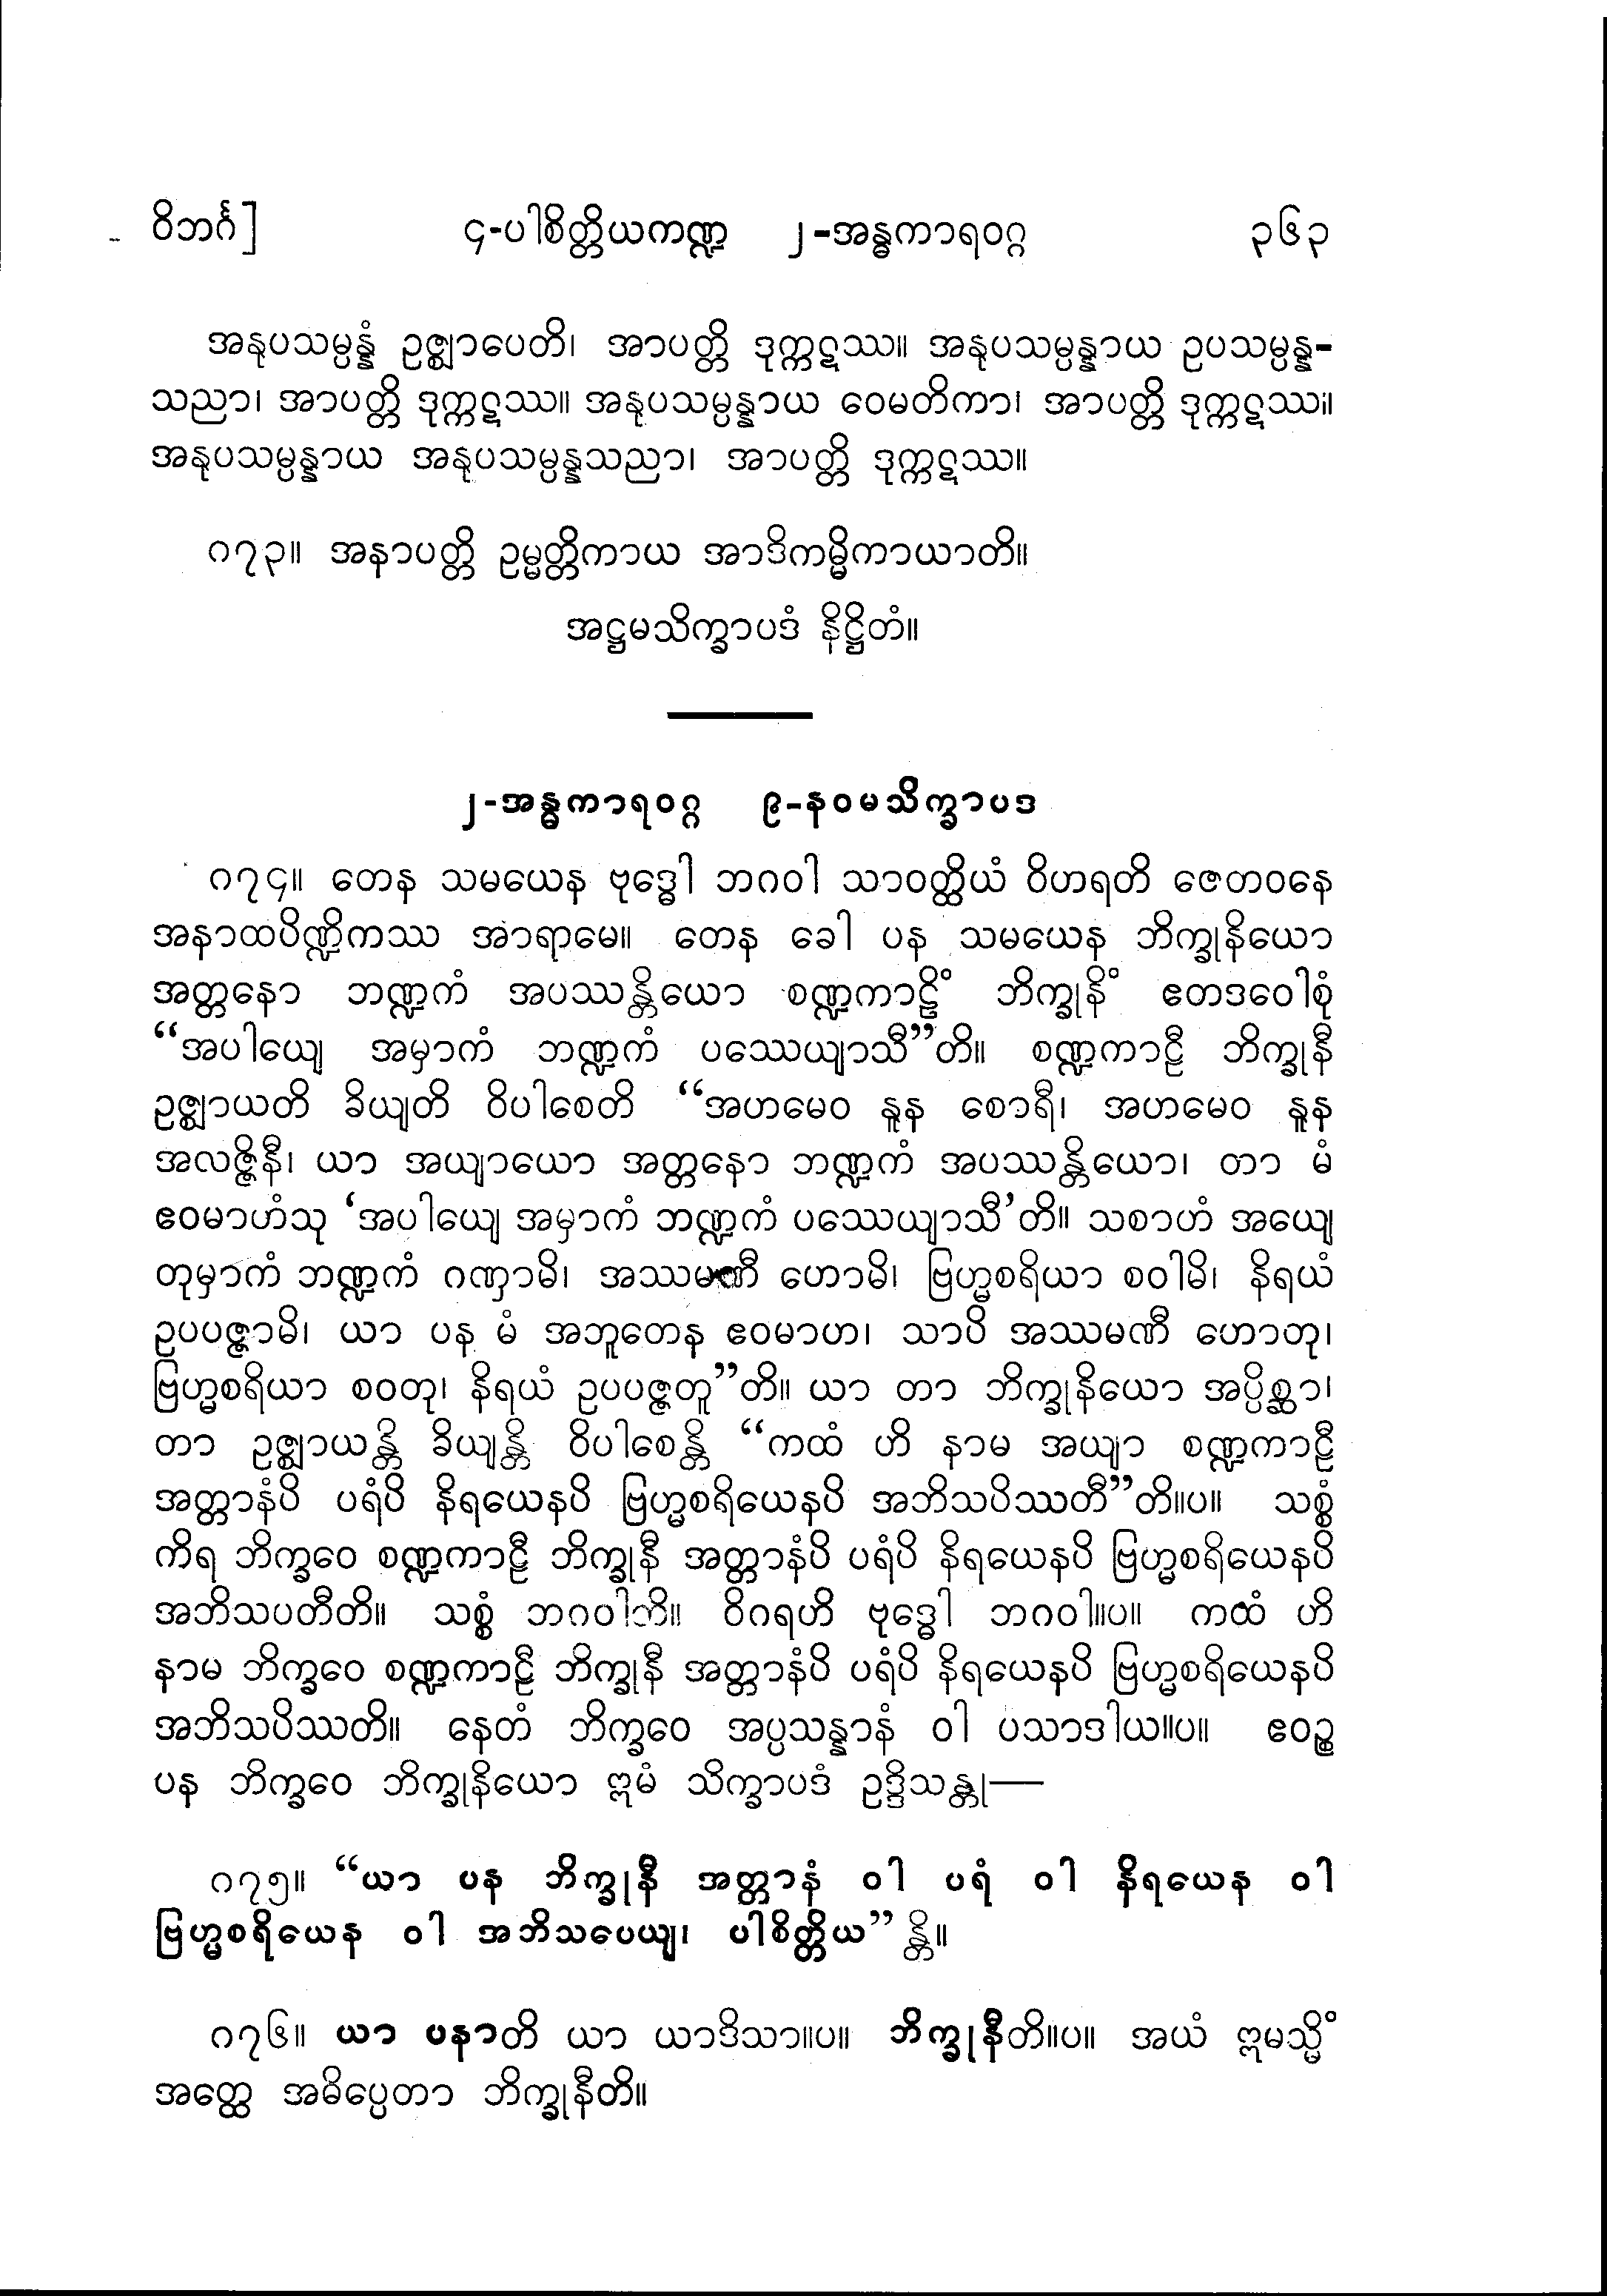 ဝိဘင်္ဂ] ၄-ပါစိတ္တိယကဏ္ဍ ၂-အန္ဓကာရဝဂ္ဂ ၃၆၃
အနုပသမ္ပန္နံ ဥဇ္ဈာပေတိ၊ အာပတ္တိ ဒုက္ကဋဿ။ အနုပသမ္ပန္နာယ ဥပသမ္ပန္န-
သညာ၊ အာပတ္တိ ဒုက္ကဋဿ။ အနုပသမ္ပန္နာယ ဝေမတိကာ၊ အာပတ္တိ ဒုက္ကဋဿ။
အနုပသမ္ပန္နာယ အနုပသမ္ပန္နသညာ၊ အာပတ္တိ ဒုက္ကဋဿ။
၈၇၃။ အနာပတ္တိ ဥမ္မတ္တိကာယ အာဒိကမ္မိကာယာတိ။
အဋ္ဌမသိက္ခာပဒံ နိဋ္ဌိတံ။
၂-အန္ဓကာရဝဂ္ဂ ၉-နဝမသိက္ခာပဒ
၈၇၄။ တေန သမယေန ဗုဒ္ဓေါ ဘဂဝါ သာဝတ္ထိယံ ဝိဟရတိ ဇေတဝနေ
အနာထပိဏ္ဍိကဿ အာရာမေ။ တေန ခေါ ပန သမယေန ဘိက္ခုနိယော
အတ္တနော ဘဏ္ဍကံ အပဿန္တိယော စဏ္ဍကာဠိံ ဘိက္ခုနိံ ဧတဒဝေါစုံ
“အပါယျေ အမှာကံ ဘဏ္ဍကံ ပဿေယျာသီ”တိ။ စဏ္ဍကာဠီ ဘိက္ခုနီ
ဥဇ္ဈာယတိ ခိယျတိ ဝိပါစေတိ “အဟမေဝ နူန စောရီ၊ အဟမေဝ နူန
အလဇ္ဇိနီ၊ ယာ အယျာယော အတ္တနော ဘဏ္ဍကံ အပဿန္တိယော၊ တာ မံ
ဧဝမာဟံသု ‘အပါယျေ အမှာကံ ဘဏ္ဍကံ ပဿေယျာသီ’တိ။ သစာဟံ အယျေ
တုမှာကံ ဘဏ္ဍကံ ဂဏှာမိ၊ အဿမဏီ ဟောမိ၊ ဗြဟ္မစရိယာ စဝါမိ၊ နိရယံ
ဥပပဇ္ဇာမိ၊ ယာ ပန မံ အဘူတေန ဧဝမာဟ၊ သာပိ အဿမဏီ ဟောတု၊
ဗြဟ္မစရိယာ စဝတု၊ နိရယံ ဥပပဇ္ဇတူ”တိ။ ယာ တာ ဘိက္ခုနိယော အပ္ပိစ္ဆာ၊
တာ ဥဇ္ဈာယန္တိ ခိယျန္တိ ဝိပါစေန္တိ “ကထံ ဟိ နာမ အယျာ စဏ္ဍကာဠီ
အတ္တာနံပိ ပရံပိ နိရယေနပိ ဗြဟ္မစရိယေနပိ အဘိသပိဿတီ”တိ။ပ။ သစ္စံ
ကိရ ဘိက္ခဝေ စဏ္ဍကာဠီ ဘိက္ခုနီ အတ္တာနံပိ ပရံပိ နိရယေနပိ ဗြဟ္မစရိယေနပိ
အဘိသပတီတိ။ သစ္စံ ဘဂဝါတိ။ ဝိဂရဟိ ဗုဒ္ဓေါ ဘဂဝါ။ပ။ ကထံ ဟိ
နာမ ဘိက္ခဝေ စဏ္ဍကာဠီ ဘိက္ခုနီ အတ္တာနံပိ ပရံပိ နိရယေနပိ ဗြဟ္မစရိယေနပိ
အဘိသပိဿတိ။ နေတံ ဘိက္ခဝေ အပ္ပသန္နာနံ ဝါ ပသာဒါယ။ပ။ ဧဝဉ္စ
ပန ဘိက္ခဝေ ဘိက္ခုနိယော ဣမံ သိက္ခာပဒံ ဥဒ္ဒိသန္တု—
၈၇၅။ “ယာ ပန ဘိက္ခုနီ အတ္တာနံ ဝါ ပရံ ဝါ နိရယေန ဝါ
ဗြဟ္မစရိယေန ဝါ အဘိသပေယျ၊ ပါစိတ္တိယ”န္တိ။
၈၇၆။ ယာ ပနာတိ ယာ ယာဒိသာ။ပ။ ဘိက္ခုနီတိ။ပ။ အယံ ဣမသ္မိံ
အတ္ထေ အဓိပ္ပေတာ ဘိက္ခုနီတိ။